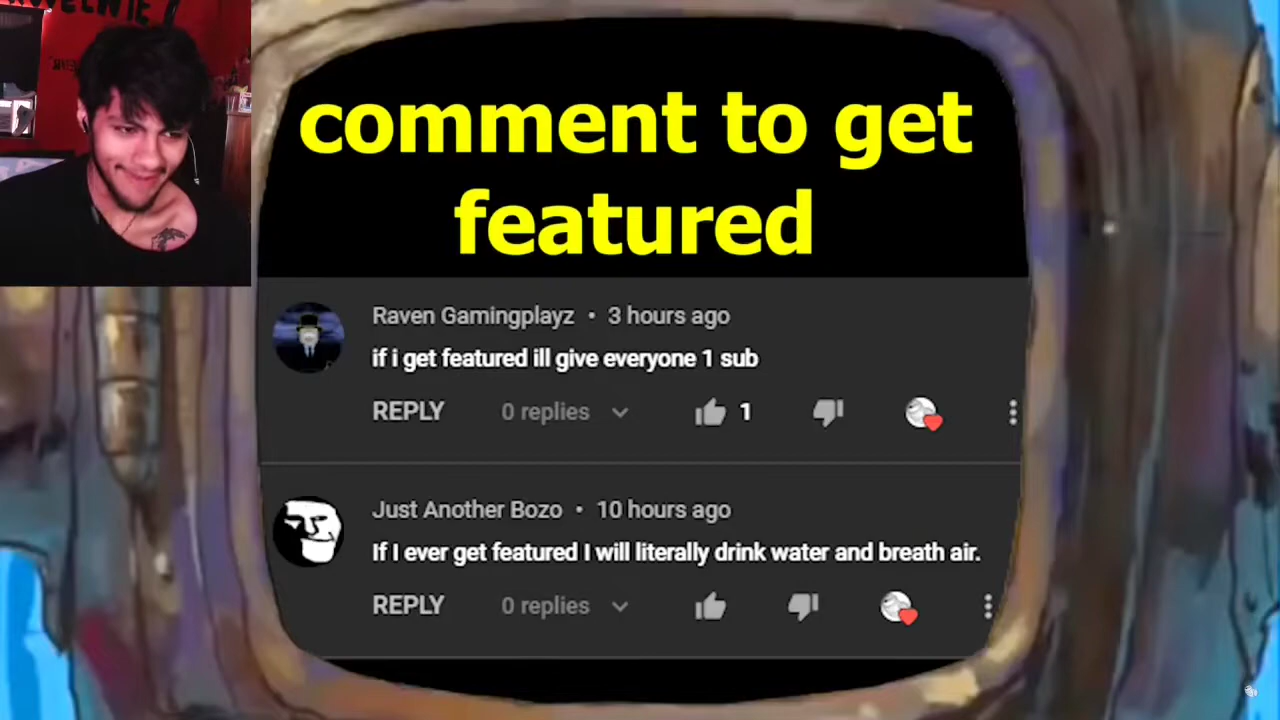 comment to get
featured
Raven Gamingplayz • 3 hours ago
if i get featured ill give everyone 1 sub
REPLY 0 replies 1
Just Another Bozo • 10 hours ago
If I ever get featured I will literally drink water and breath air.
REPLY 0 replies